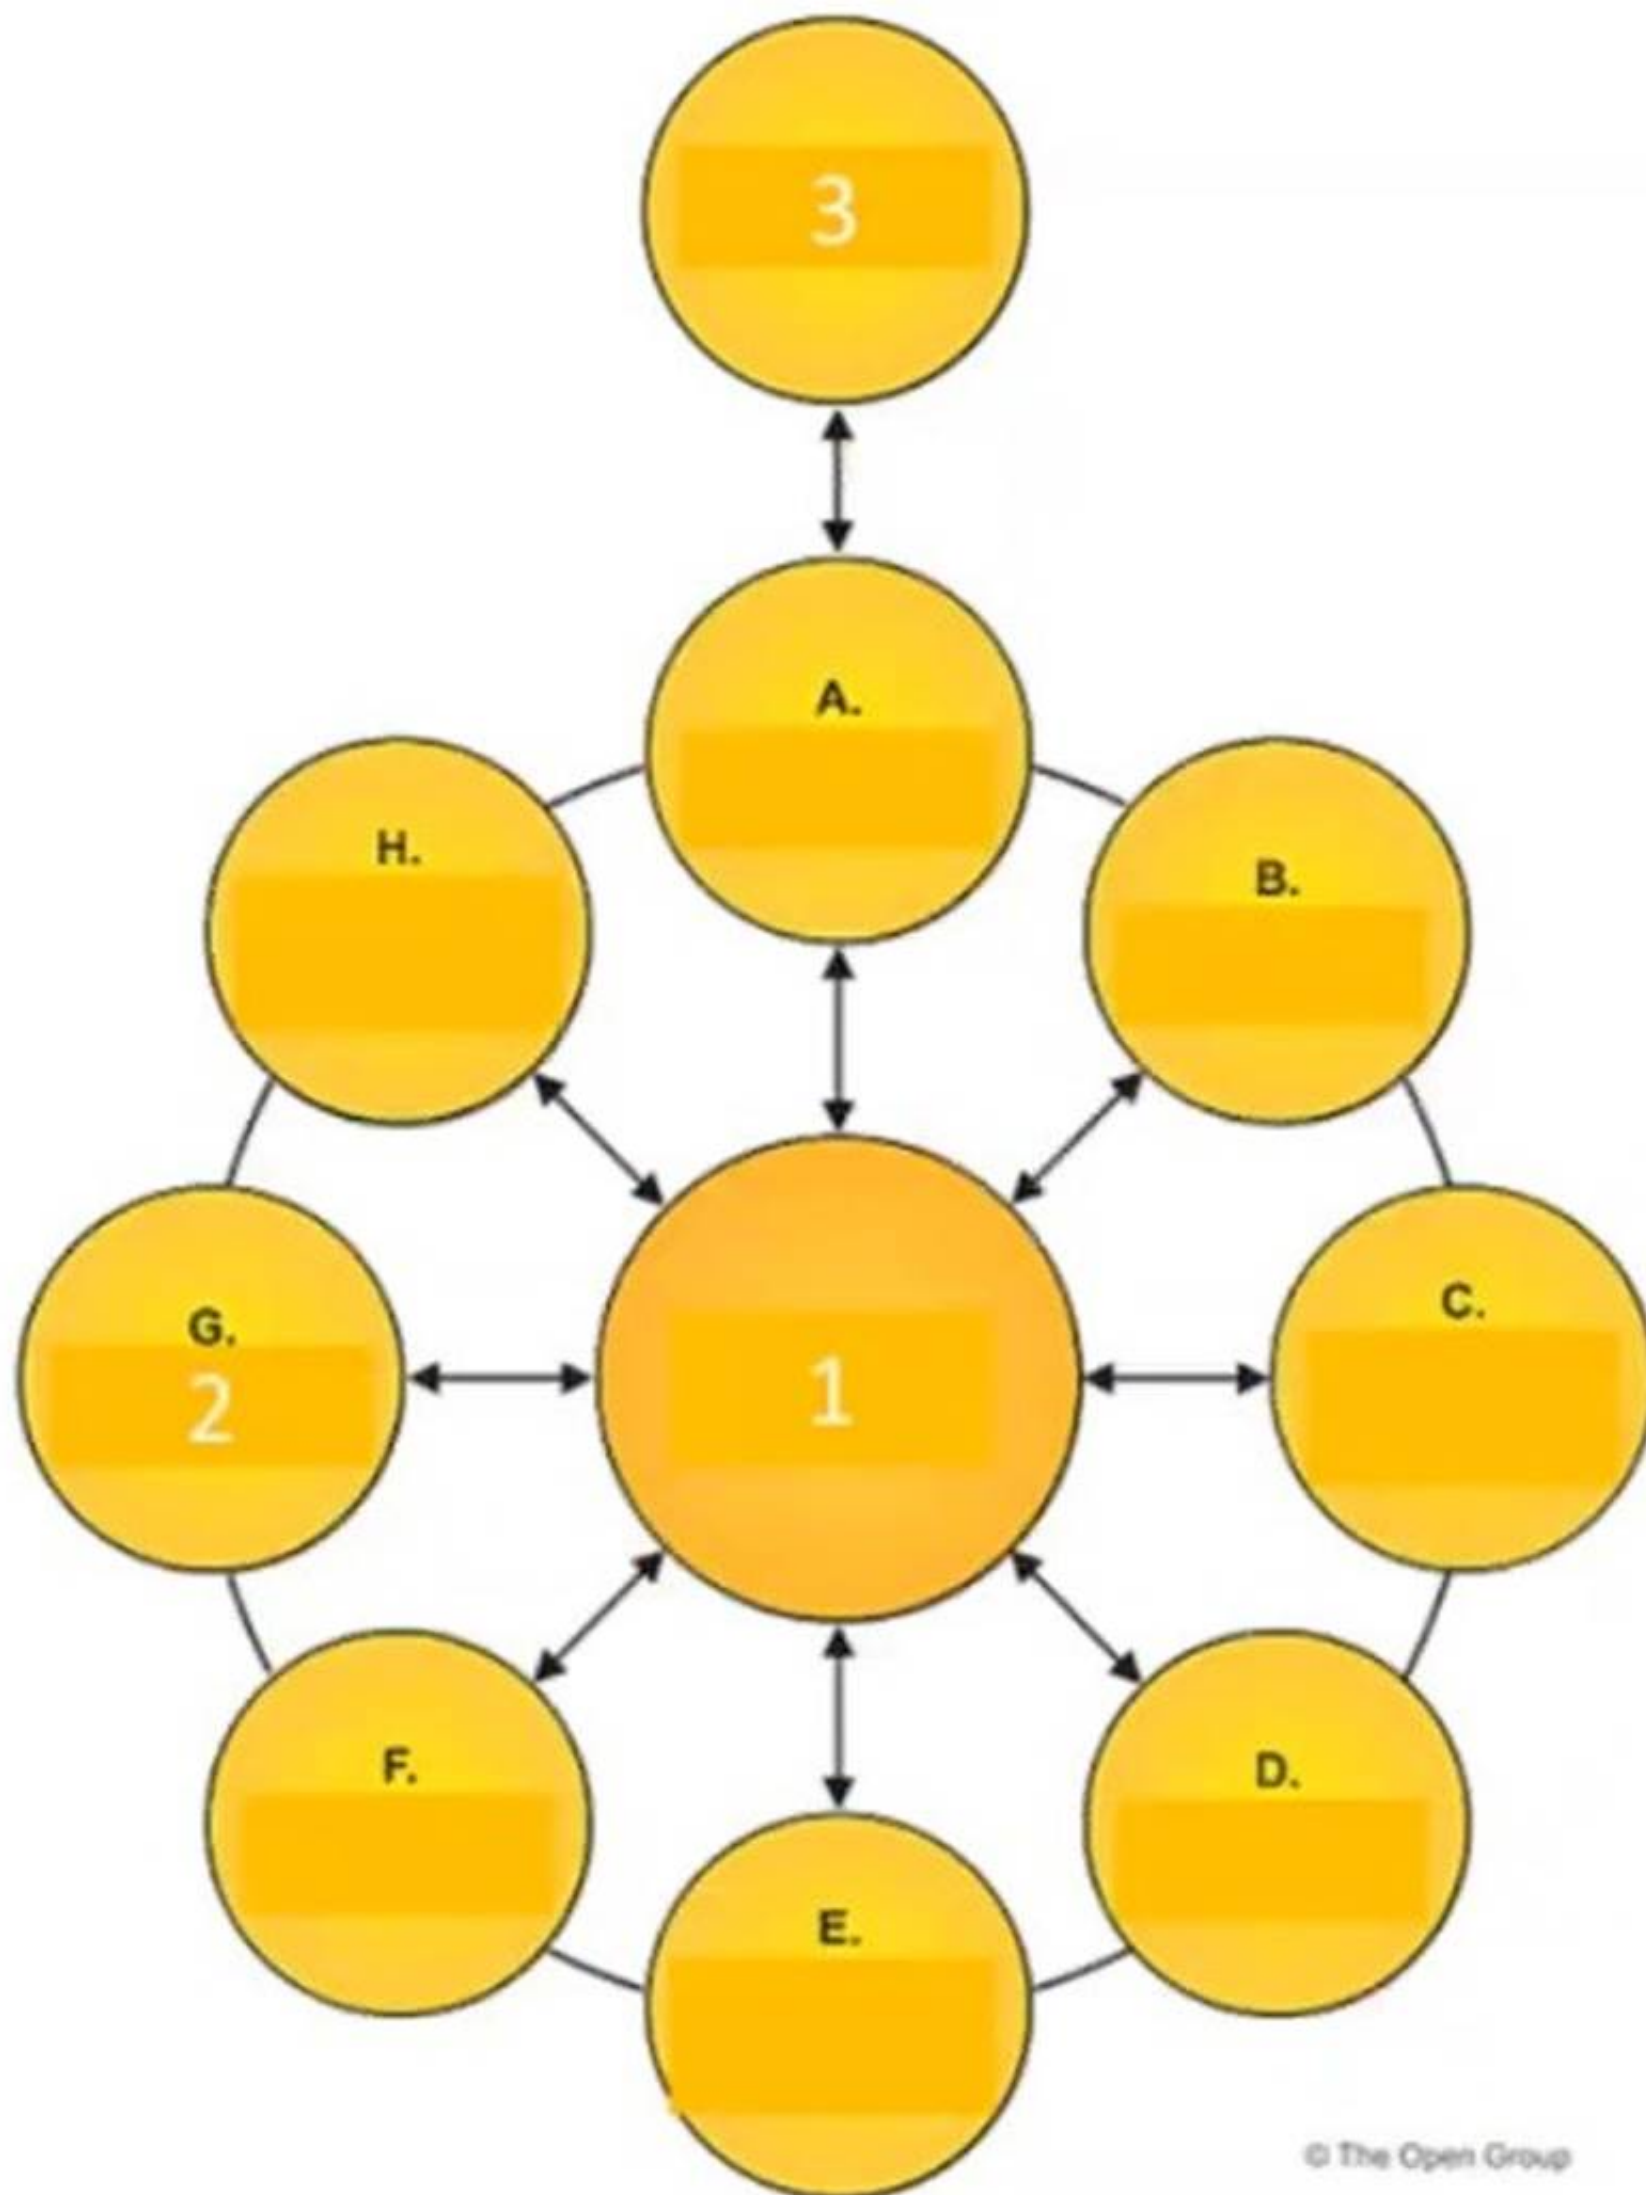 3
A.
H.
B.
G.
2
1
C.
F.
D.
E.
© The Open Group